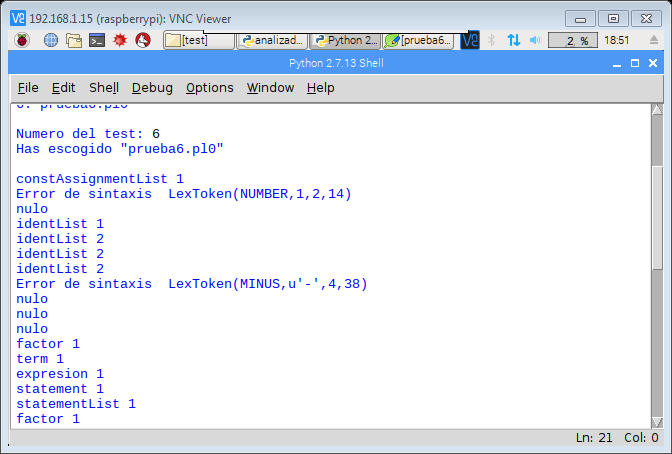 192.168.1.15 (raspberrypi): VNC Viewer
[test]
analizad...
Python 2...
[prueba6...
2 %
18:51
Python 2.7.13 Shell
File Edit Shell Debug Options Window Help
6. prueba6.pl0
Numero del test: 6
Has escogido "prueba6.pl0"
constAssignmentList 1
Error de sintaxis  LexToken(NUMBER,1,2,14)
nulo
identList 1
identList 2
identList 2
identList 2
Error de sintaxis  LexToken(MINUS,u'-',4,38)
nulo
nulo
nulo
factor 1
term 1
expresion 1
statement 1
statementList 1
factor 1
Ln: 21 Col: 0